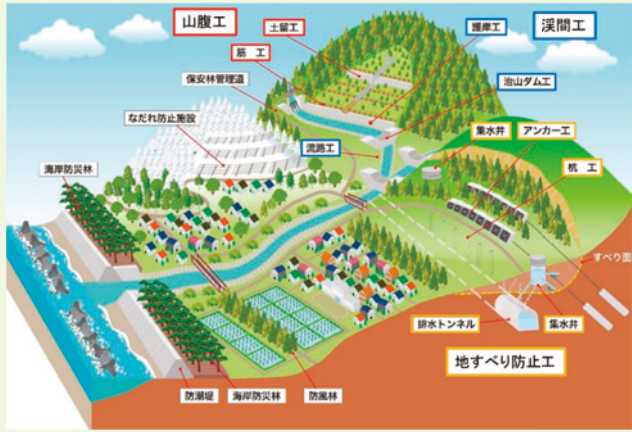 山腹工
土留工
護岸工
渓間工
筋 工
保安林管理道
治山ダム工
なだれ防止施設
流路工
集水井
アンカー工
海岸防災林
杭 工
すべり面
排水トンネル
集水井
地すべり防止工
防潮堤
海岸防災林
防風林